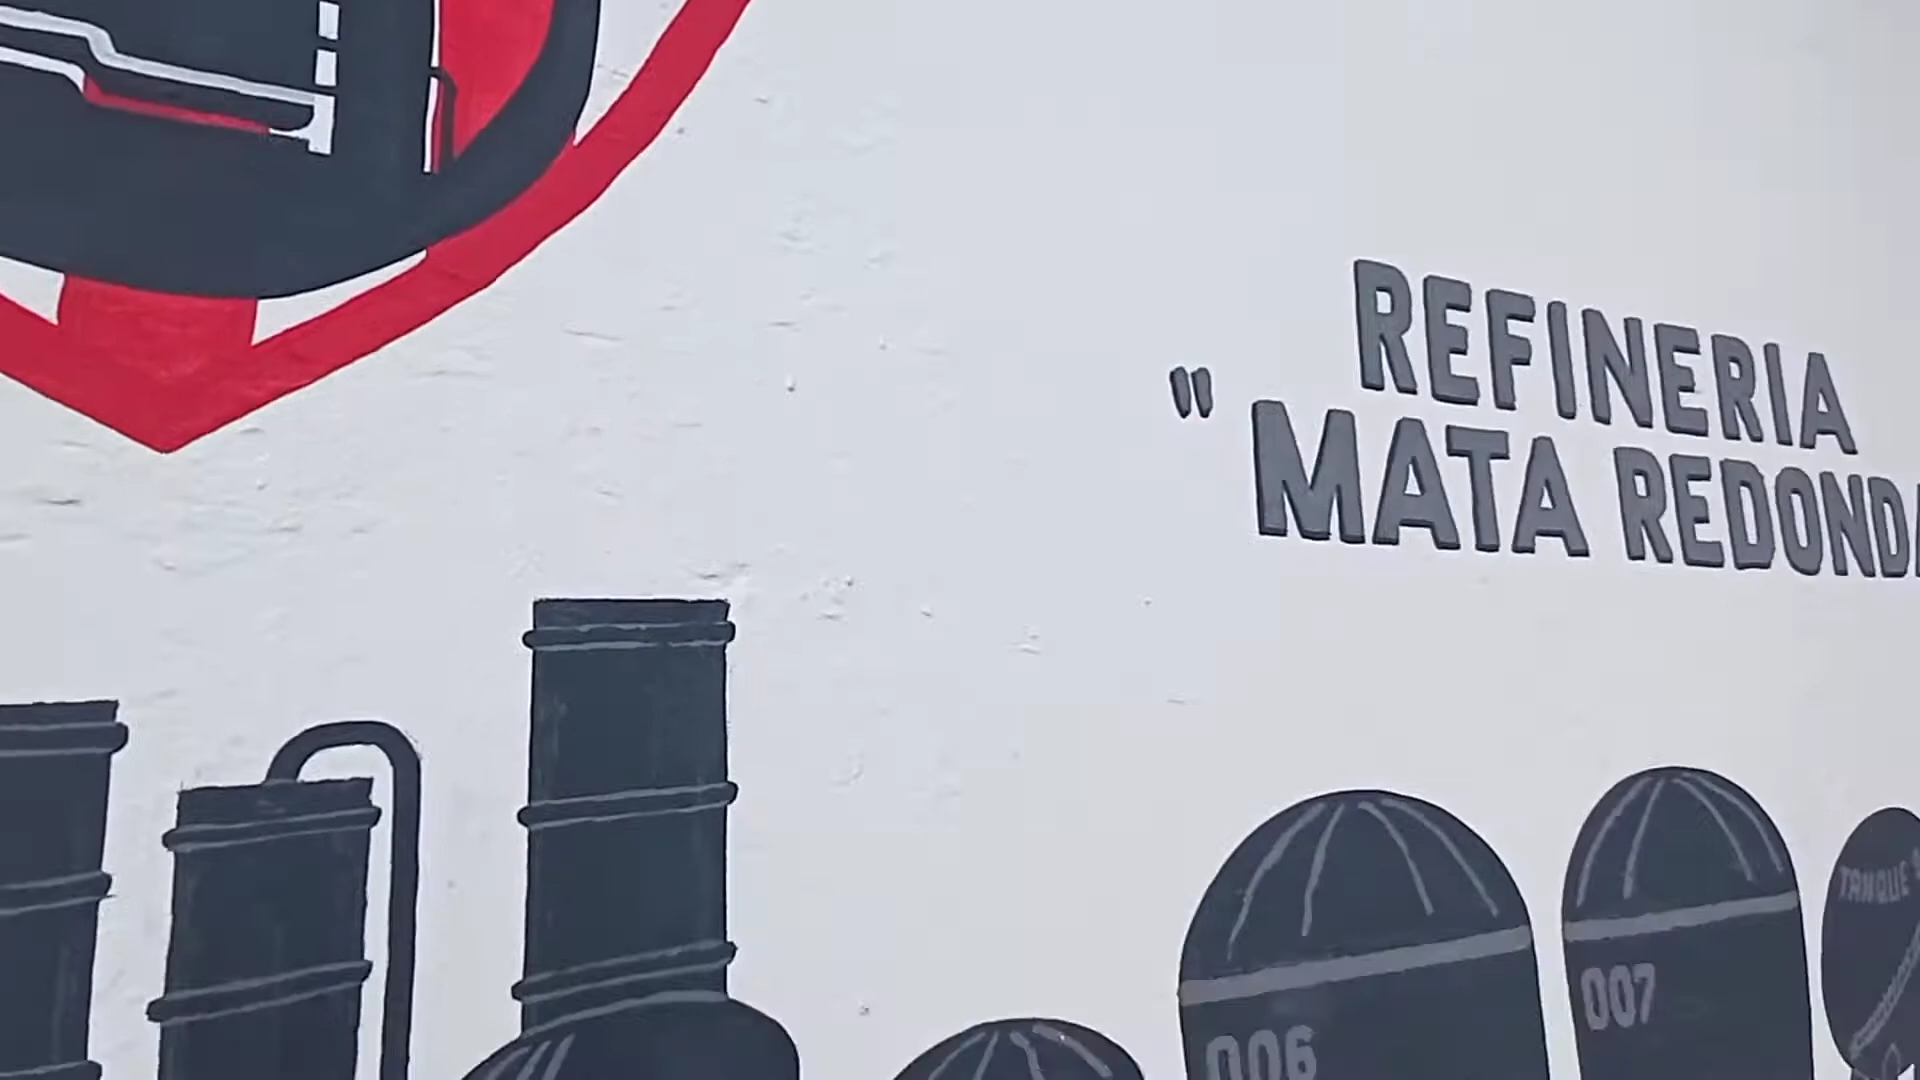 REFINERIA
" MATA REDONDA
TANQUE
007
006